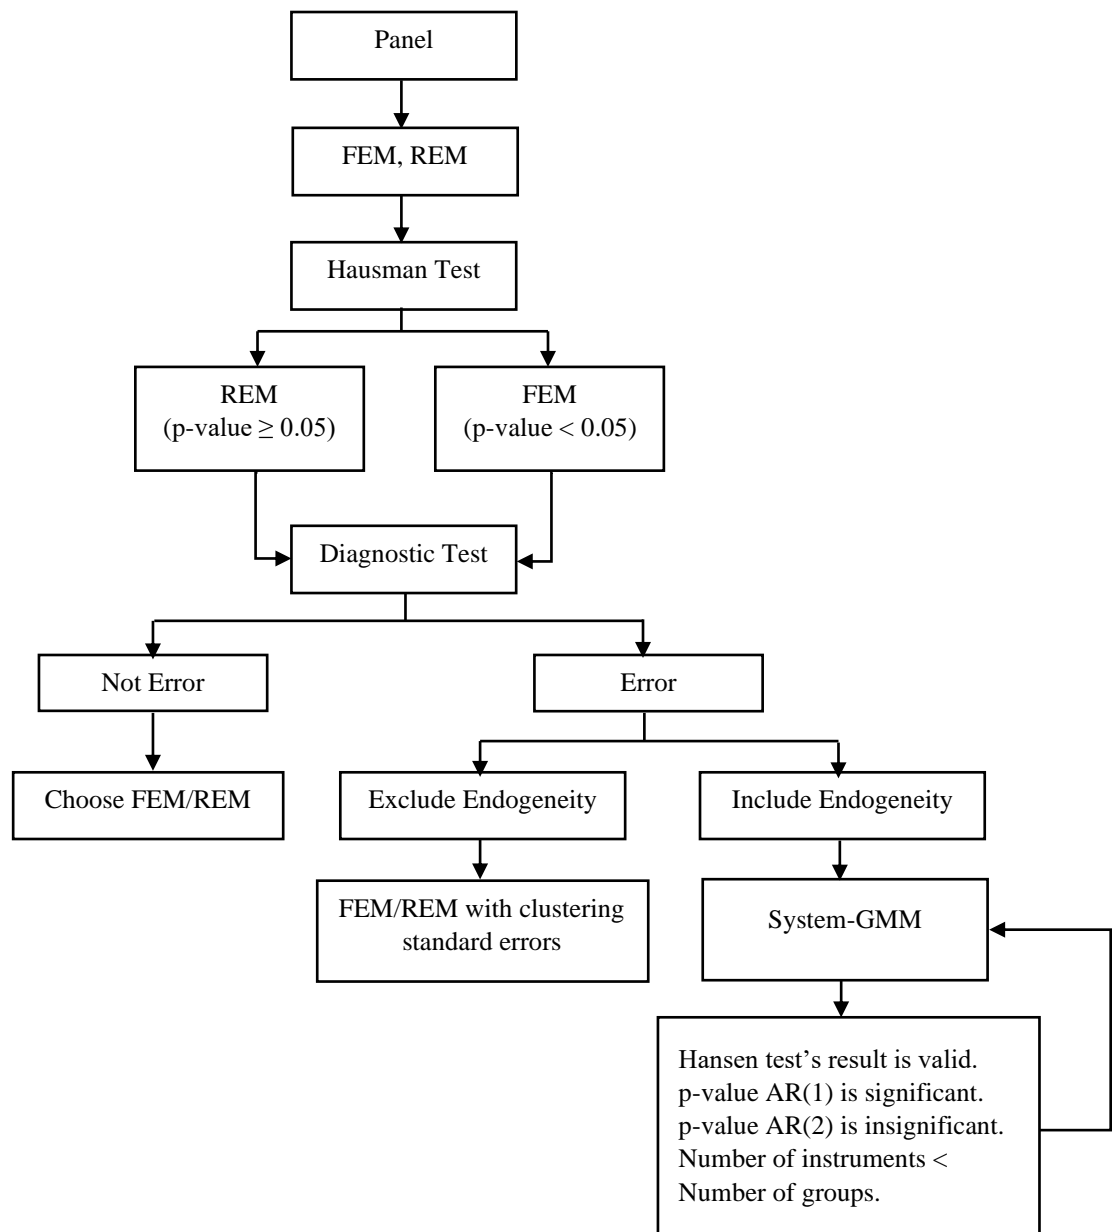 Panel
FEM, REM
Hausman Test
REM
(p-value ≥ 0.05)
FEM
(p-value < 0.05)
Diagnostic Test
Not Error
Error
Choose FEM/REM
Exclude Endogeneity
Include Endogeneity
FEM/REM with clustering
standard errors
System-GMM
Hansen test's result is valid.
p-value AR(1) is significant.
p-value AR(2) is insignificant.
Number of instruments <
Number of groups.